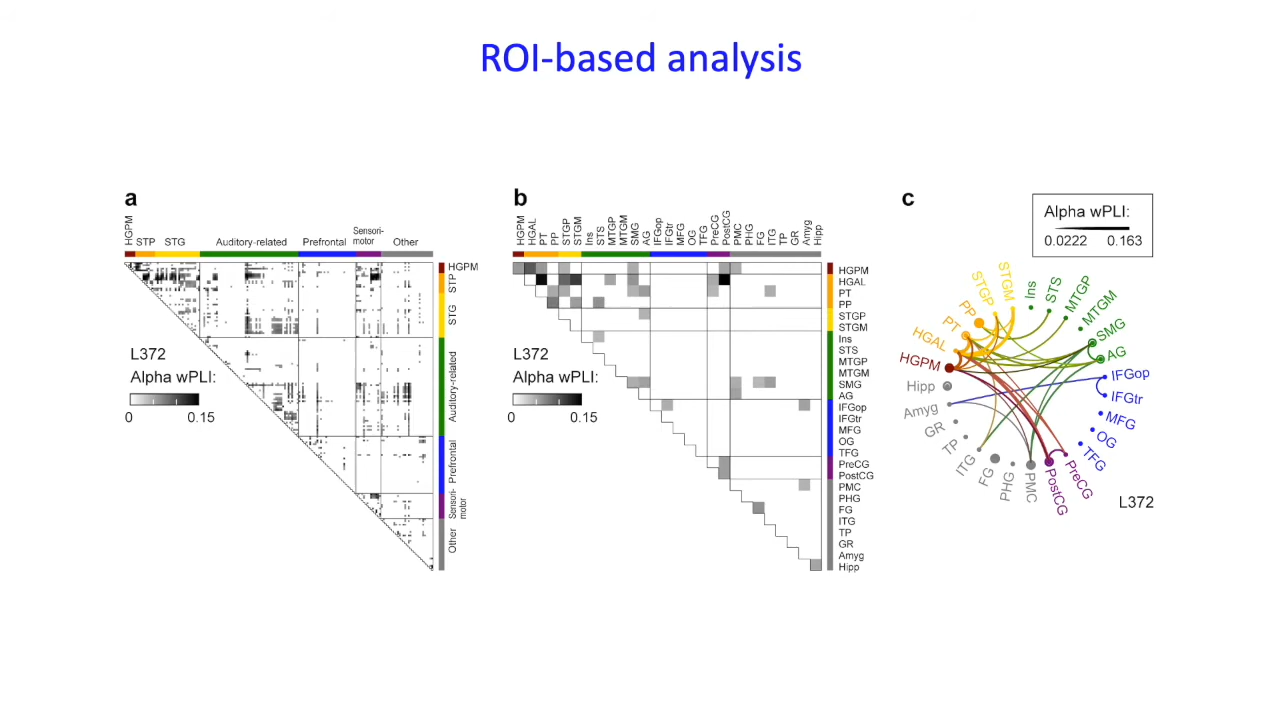 ROI-based analysis
a
HGPM
STP
STG
Auditory-related
Prefrontal
Sensori-
motor
Other
HGPM
STP
STG
Auditory-related
Prefrontal
Sensori-
motor
Other
L372
Alpha wPLI:
0
0.15
b
HGPM
HGAL
PT
PP
STGP
STGM
Ins
STS
MTGP
MTGM
SMG
AG
IFGop
IFGtr
MFG
OG
TFG
PreCG
PostCG
PMC
PHG
FG
ITG
TP
GR
Amyg
Hipp
HGPM
HGAL
PT
PP
STGP
STGM
Ins
STS
MTGP
MTGM
SMG
AG
IFGop
IFGtr
MFG
OG
TFG
PreCG
PostCG
PMC
PHG
FG
ITG
TP
GR
Amyg
Hipp
L372
Alpha wPLI:
0
0.15
c
Alpha wPLI:
0.0222
0.163
HGPM
HGAL
PT
PP
STGP
STGM
Ins
STS
MTGP
MTGM
SMG
AG
IFGop
IFGtr
MFG
OG
TFG
PreCG
PostCG
PMC
PHG
FG
ITG
TP
GR
Amyg
Hipp
L372